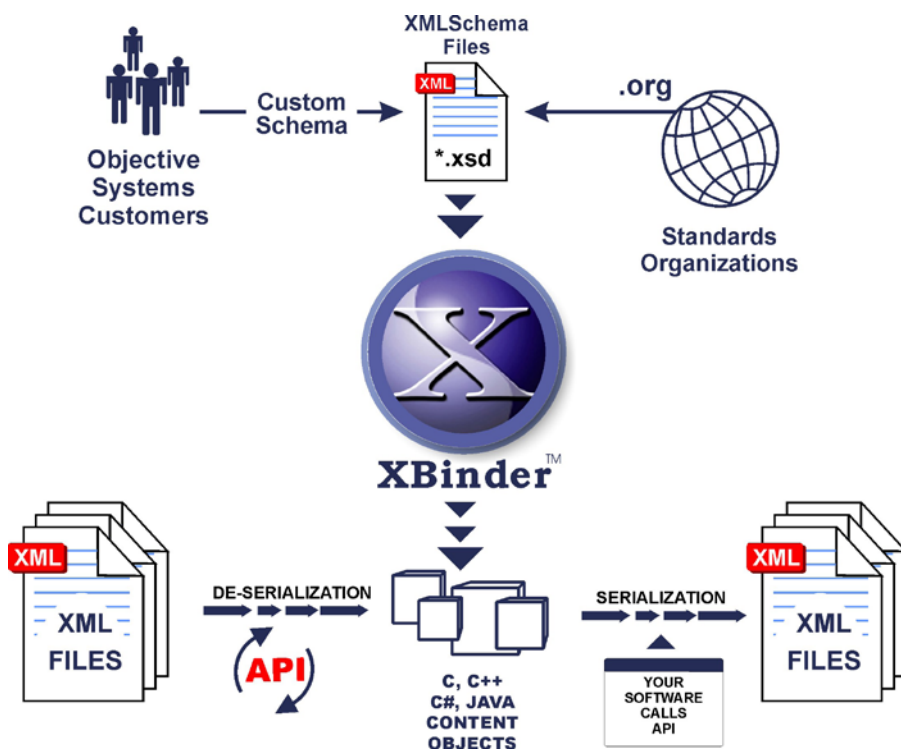 XMLSchema
Files
XML
*.xsd
Custom
Schema
.org
Objective
Systems
Customers
Standards
Organizations
X
XBinder™
XML
XML
FILES
DE-SERIALIZATION
API
C, C++
C#, JAVA
CONTENT
OBJECTS
SERIALIZATION
YOUR
SOFTWARE
CALLS
API
XML
XML
FILES